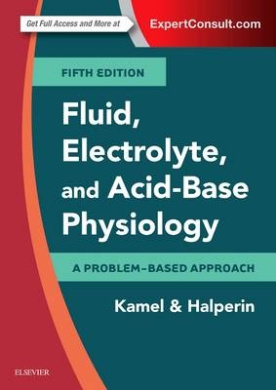 Get Full Access and More at
ExpertConsult.com
FIFTH EDITION
Fluid,
Electrolyte,
and Acid-Base
Physiology
A PROBLEM-BASED APPROACH
Kamel & Halperin
ELSEVIER